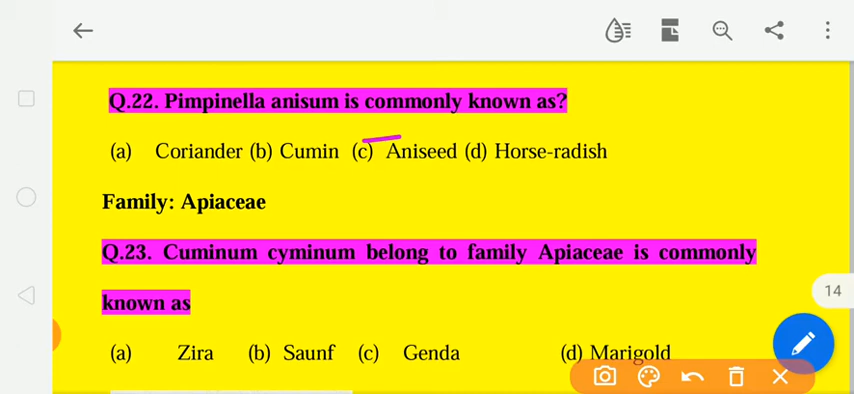 Q.22. Pimpinella anisum is commonly known as?
(a) Coriander (b) Cumin (c) Aniseed (d) Horse-radish
Family: Apiaceae
Q.23. Cuminum cyminum belong to family Apiaceae is commonly
known as
14
(a) Zira (b) Saunf (c) Genda (d) Marigold